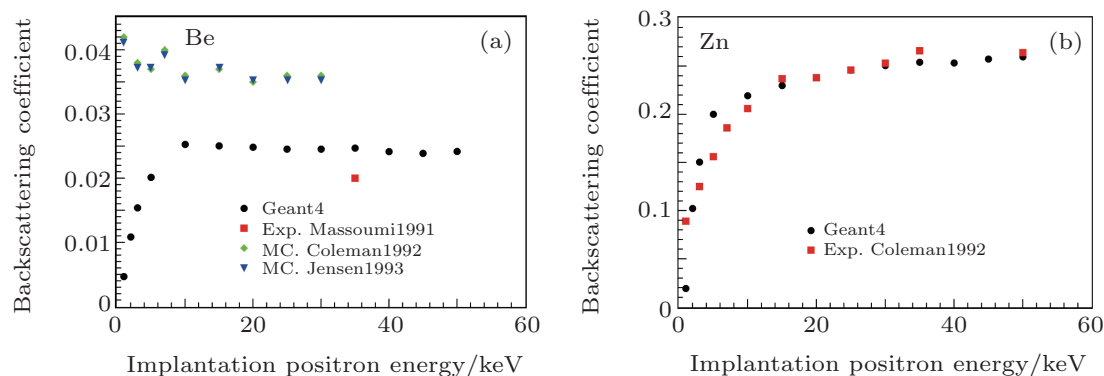 Be
(a)
0.04
0.03
0.02
0.01
0
0
20
40
60
Backscattering coefficient
Implantation positron energy/keV
Geant4
Exp. Massoumi1991
MC. Coleman1992
MC. Jensen1993
Zn
(b)
0.3
0.2
0.1
0
0
20
40
60
Backscattering coefficient
Implantation positron energy/keV
Geant4
Exp. Coleman1992